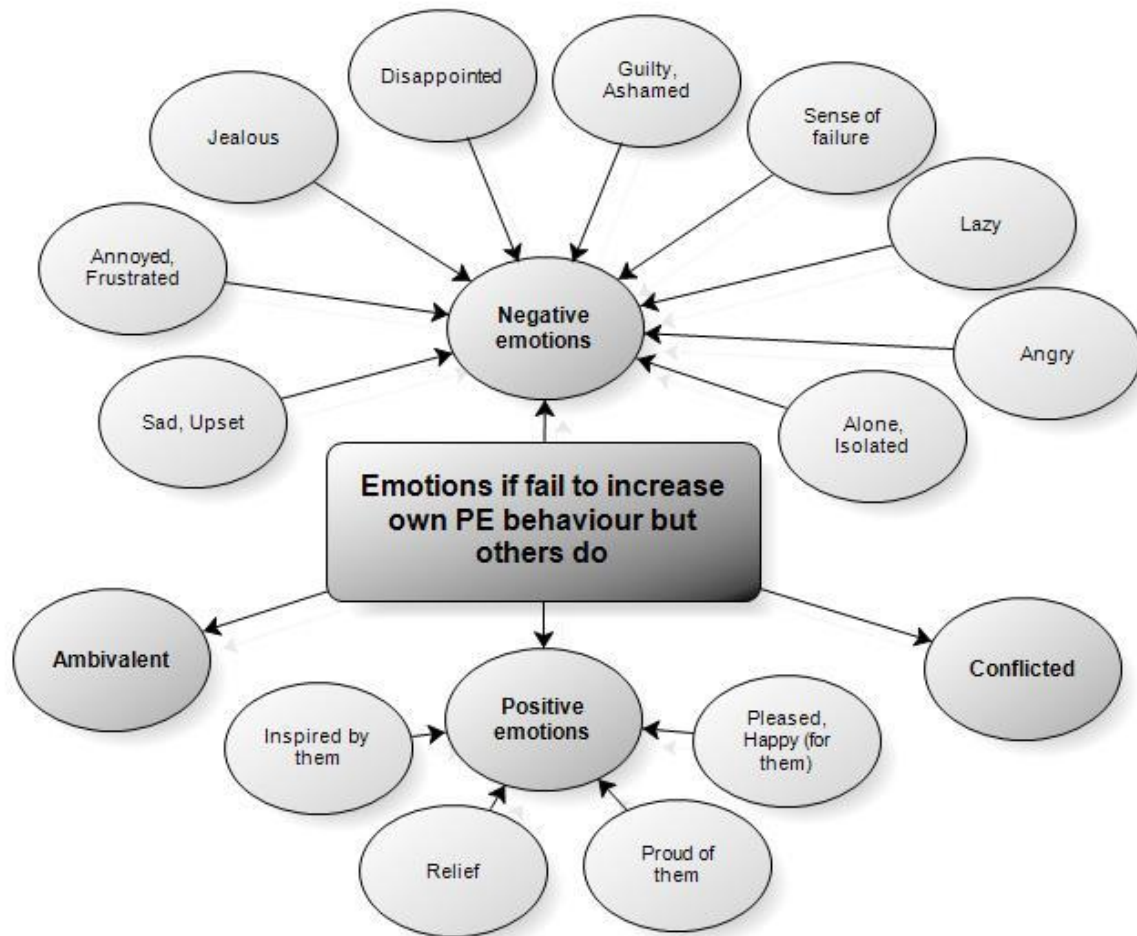 Disappointed
Guilty,
Ashamed
Jealous
Sense of
failure
Lazy
Annoyed,
Frustrated
Negative
emotions
Angry
Sad, Upset
Alone,
Isolated
Emotions if fail to increase
own PE behaviour but
others do
Ambivalent
Conflicted
Positive
emotions
Inspired by
them
Pleased,
Happy (for
them)
Relief
Proud of
them